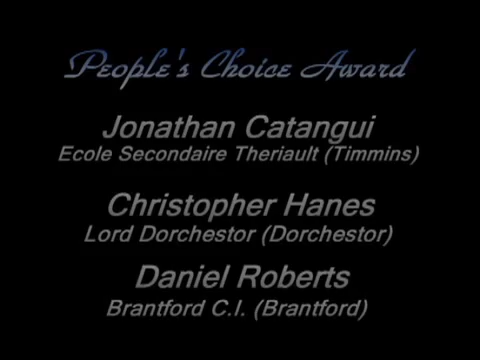 People's Choice Award
Jonathan Catangui
Ecole Secondaire Theriault (Timmins)
Christopher Hanes
Lord Dorchestor (Dorchestor)
Daniel Roberts
Brantford C.I. (Brantford)